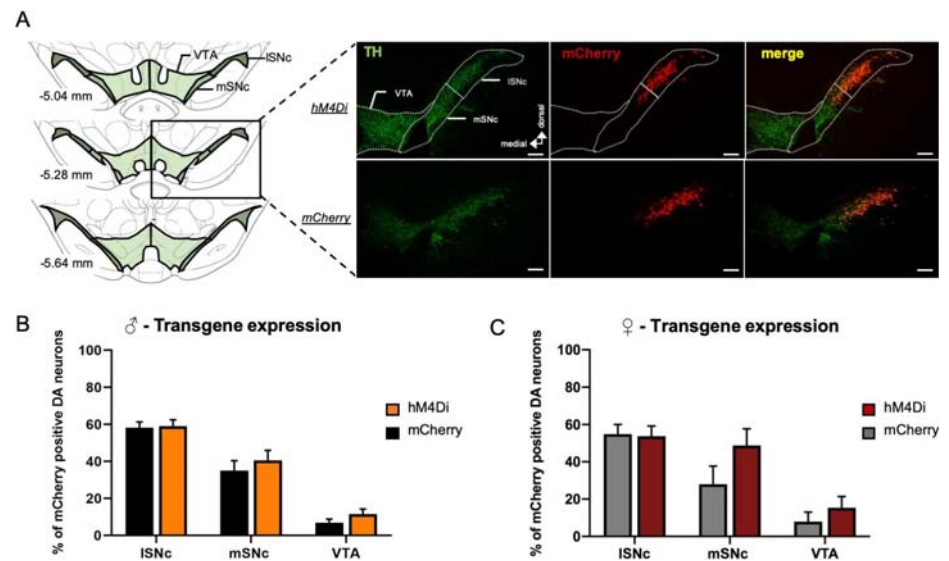 A
VTA
lSNc
mSNc
-5.04 mm
-5.28 mm
-5.64 mm
hM4Di
mCherry
TH
VTA
lSNc
mSNc
medial
dorsal
mCherry
merge
B
♂ - Transgene expression
% of mCherry positive DA neurons
100
80
60
40
20
0
lSNc
mSNc
VTA
hM4Di
mCherry
C
♀ - Transgene expression
% of mCherry positive DA neurons
100
80
60
40
20
0
lSNc
mSNc
VTA
hM4Di
mCherry